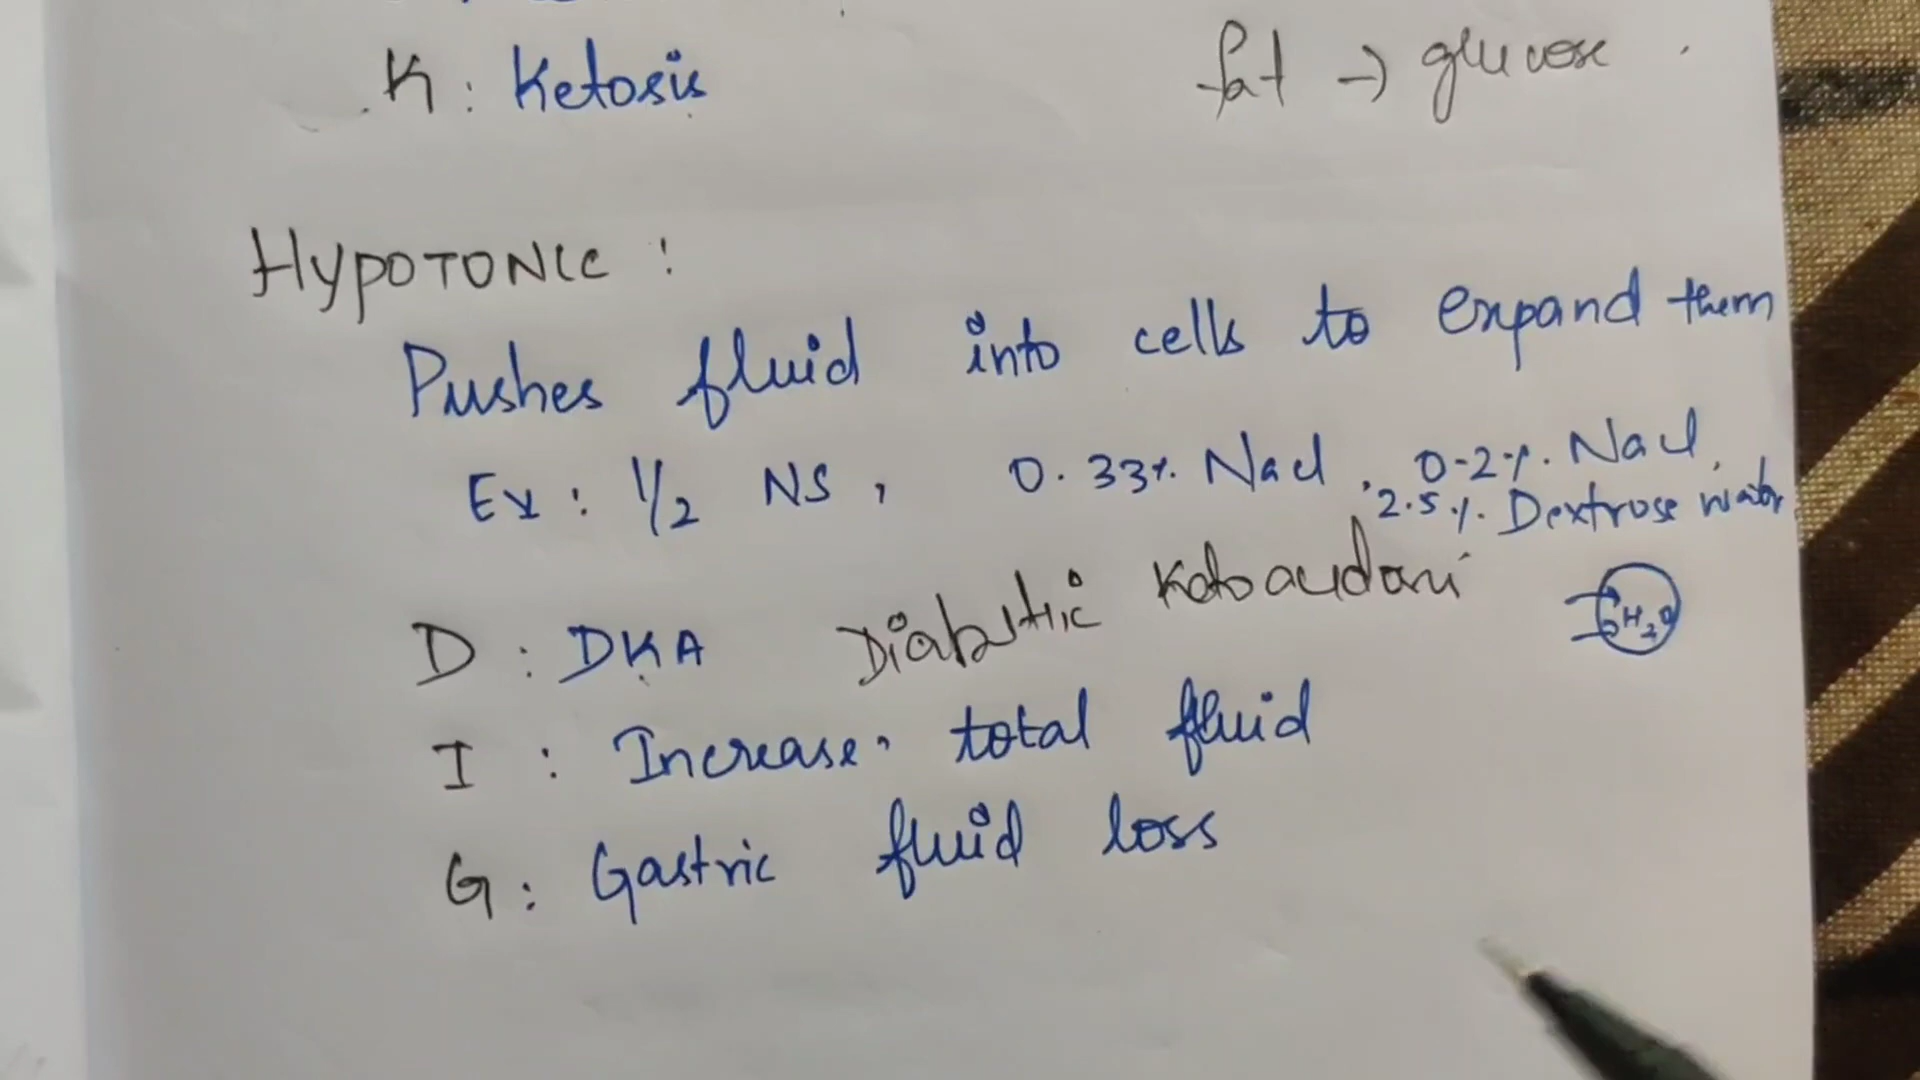 K: Ketosis
fat → glucose
HYPOTONIC:
Pushes fluid into cells to expand them
Ex: 1/2 NS, 0.33% Nacl, 0.2% Nacl,
2.5% Dextrose water
D: DKA Diabetic Ketoacidosis
H2O
I: Increase total fluid
G: Gastric fluid loss